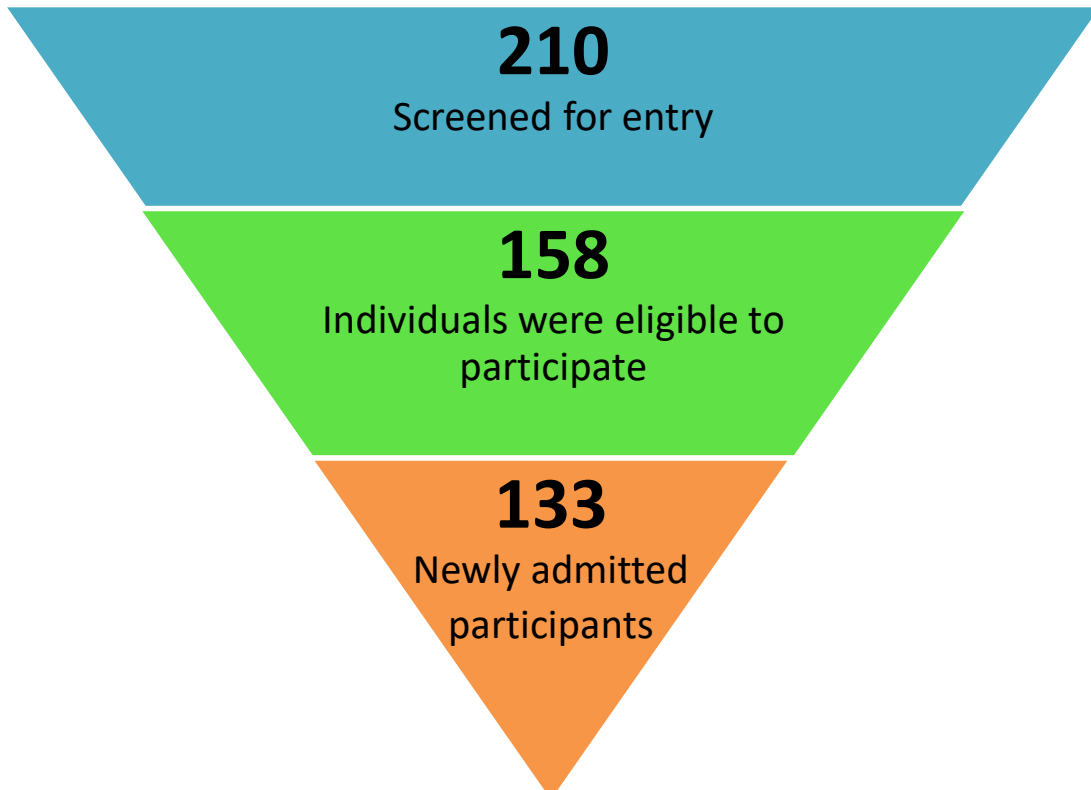 210
Screened for entry
158
Individuals were eligible to
participate
133
Newly admitted
participants